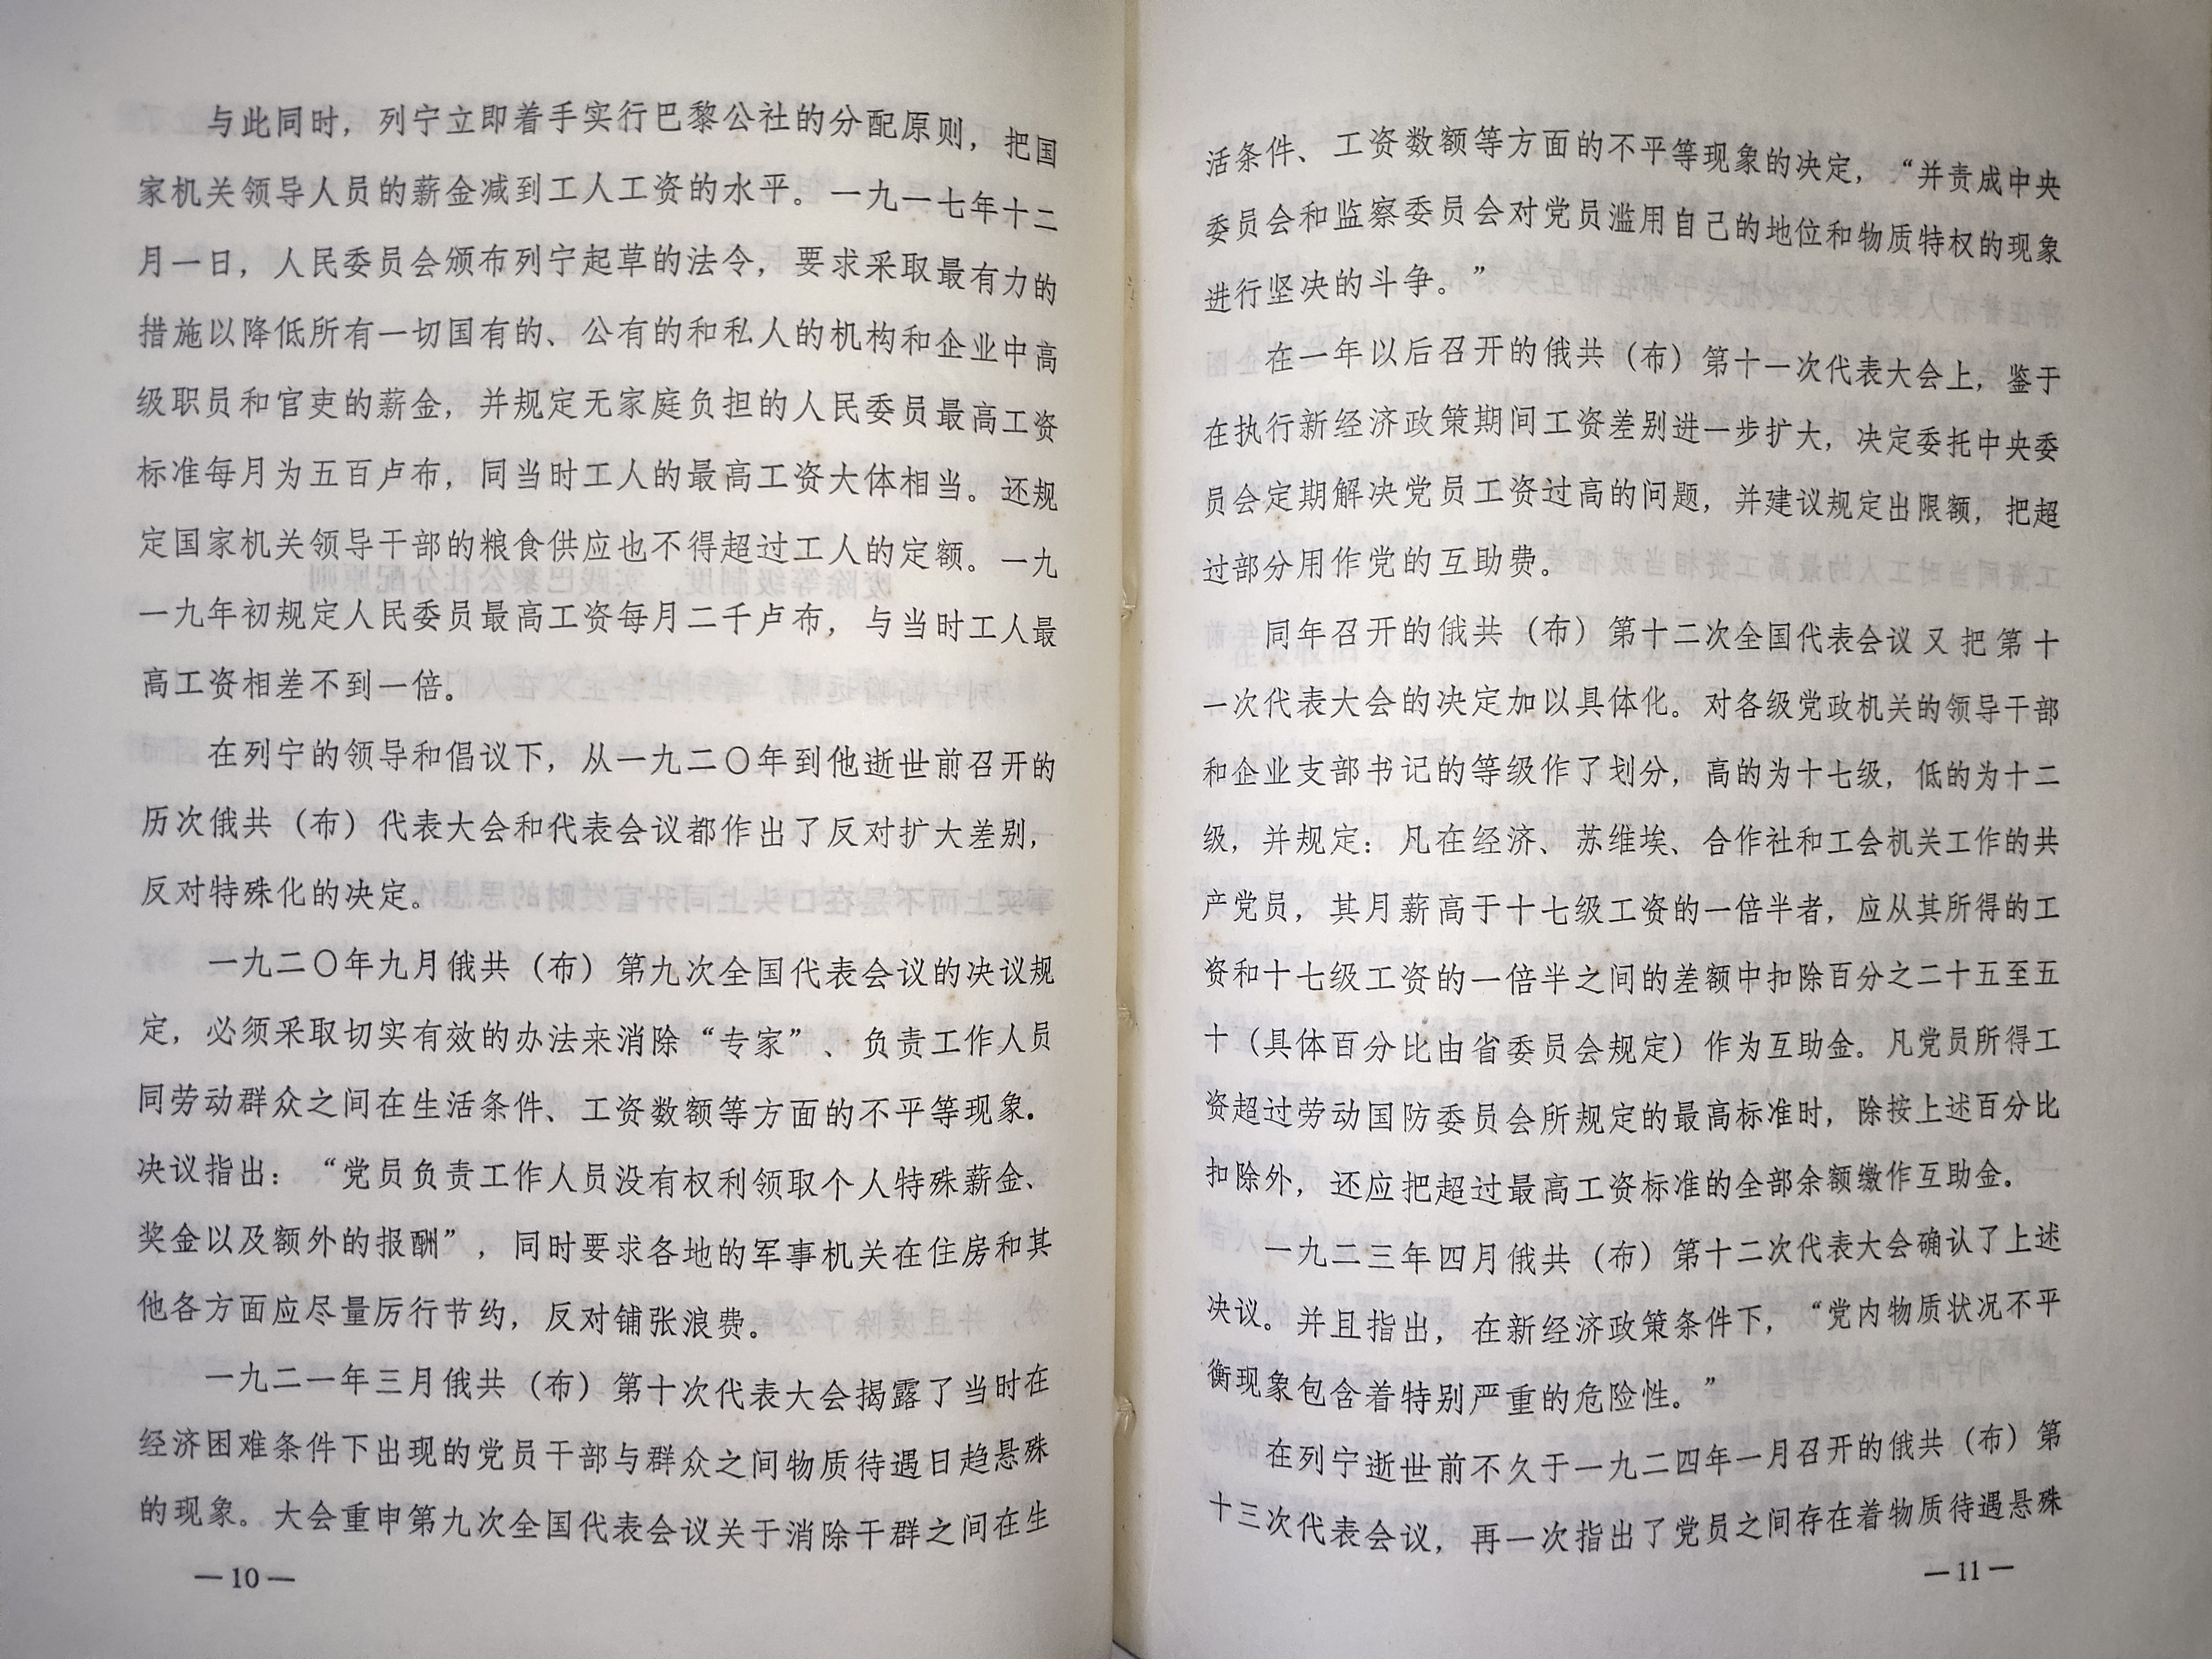 与此同时，列宁立即着手实行巴黎公社的分配原则，把国
家机关领导人员的薪金减到工人工资的水平。一九一七年十二
月一日，人民委员会颁布列宁起草的法令，要求采取最有力的
措施以降低所有一切国有的、公有的和私人的机构和企业中高
级职员和官吏的薪金，并规定无家庭负担的人民委员最高工资
标准每月为五百卢布，同当时工人的最高工资大体相当。还规
定国家机关领导干部的粮食供应也不得超过工人的定额。一九
一九年初规定人民委员最高工资每月二千卢布，与当时工人最
高工资相差不到一倍。
在列宁的领导和倡议下，从一九二〇年到他逝世前召开的
历次俄共（布）代表大会和代表会议都作出了反对扩大差别，
反对特殊化的决定。
一九二〇年九月俄共（布）第九次全国代表会议的决议规
定，必须采取切实有效的办法来消除“专家”、负责工作人员
同劳动群众之间在生活条件、工资数额等方面的不平等现象．
决议指出：“党员负责工作人员没有权利领取个人特殊薪金、
奖金以及额外的报酬”，同时要求各地的军事机关在住房和其
他各方面应尽量厉行节约，反对铺张浪费。
一九二一年三月俄共（布）第十次代表大会揭露了当时在
经济困难条件下出现的党员干部与群众之间物质待遇日趋悬殊
的现象。大会重申第九次全国代表会议关于消除干群之间在生
—10—
活条件、工资数额等方面的不平等现象的决定，“并责成中央
委员会和监察委员会对党员滥用自己的地位和物质特权的现象
进行坚决的斗争。”
在一年以后召开的俄共（布）第十一次代表大会上，鉴于
在执行新经济政策期间工资差别进一步扩大，决定委托中央委
员会定期解决党员工资过高的问题，并建议规定出限额，把超
过部分用作党的互助费。
同年召开的俄共（布）第十二次全国代表会议又把第十
一次代表大会的决定加以具体化。对各级党政机关的领导干部
和企业支部书记的等级作了划分，高的为十七级，低的为十二
级，并规定：凡在经济、苏维埃、合作社和工会机关工作的共
产党员，其月薪高于十七级工资的一倍半者，应从其所得的工
资和十七级工资的一倍半之间的差额中扣除百分之二十五至五
十（具体百分比由省委员会规定）作为互助金。凡党员所得工
资超过劳动国防委员会所规定的最高标准时，除按上述百分比
扣除外，还应把超过最高工资标准的全部余额缴作互助金。
一九二三年四月俄共（布）第十二次代表大会确认了上述
决议。并且指出，在新经济政策条件下，“党内物质状况不平
衡现象包含着特别严重的危险性。”
在列宁逝世前不久于一九二四年一月召开的俄共（布）第
十三次代表会议，再一次指出了党员之间存在着物质待遇悬殊
—11—